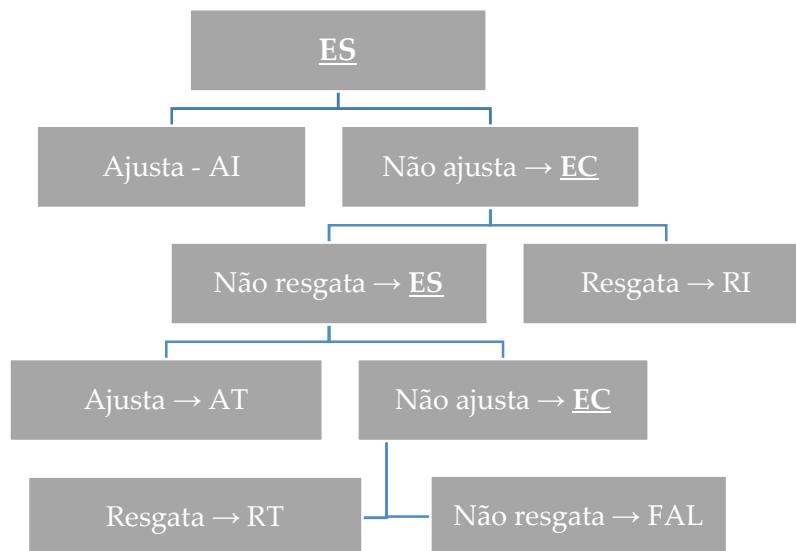 ES
Ajusta - AI
Não ajusta → EC
Não resgata → ES
Resgata → RI
Ajusta → AT
Não ajusta → EC
Resgata → RT
Não resgata → FAL